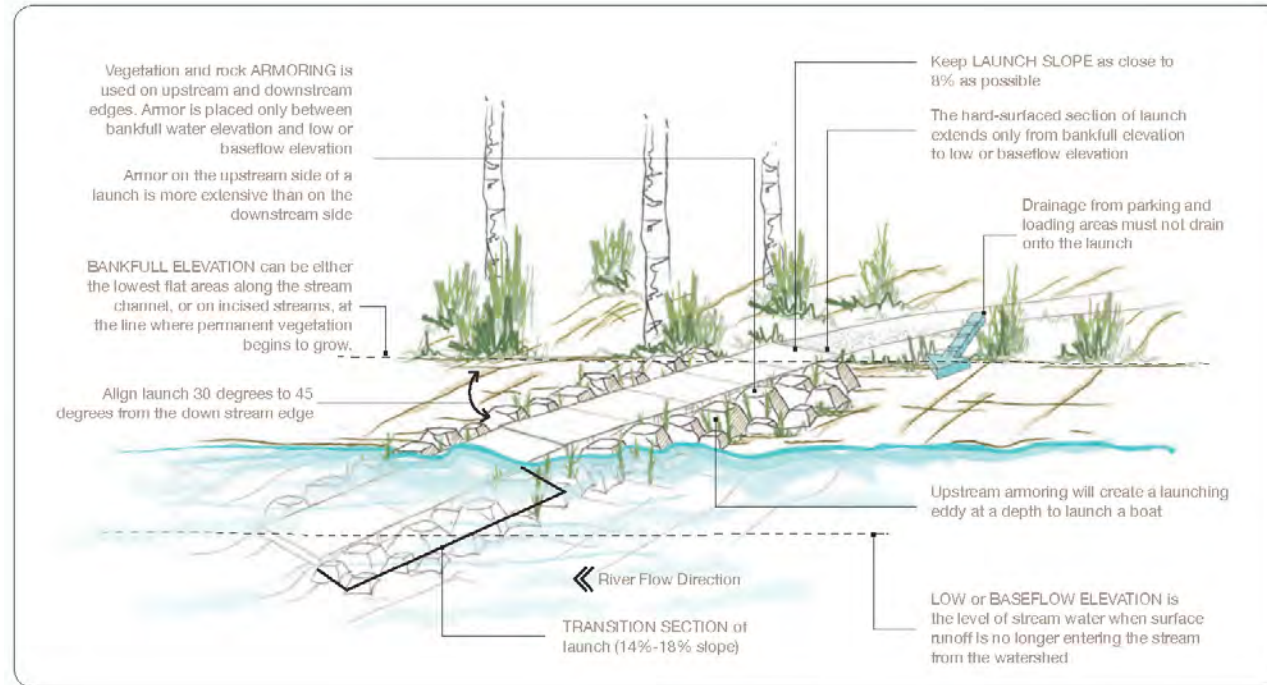 Vegetation and rock ARMORING is
used on upstream and downstream
edges. Armor is placed only between
bankfull water elevation and low or
baseflow elevation
Armor on the upstream side of a
launch is more extensive than on the
downstream side
BANKFULL ELEVATION can be either
the lowest flat areas along the stream
channel, or on incised streams, at
the line where permanent vegetation
begins to grow.
Align launch 30 degrees to 45
degrees from the down stream edge
Keep LAUNCH SLOPE as close to
8% as possible
The hard-surfaced section of launch
extends only from bankfull elevation
to low or baseflow elevation
Drainage from parking and
loading areas must not drain
onto the launch
Upstream armoring will create a launching
eddy at a depth to launch a boat
River Flow Direction
TRANSITION SECTION of
launch (14%-18% slope)
LOW or BASEFLOW ELEVATION is
the level of stream water when surface
runoff is no longer entering the stream
from the watershed